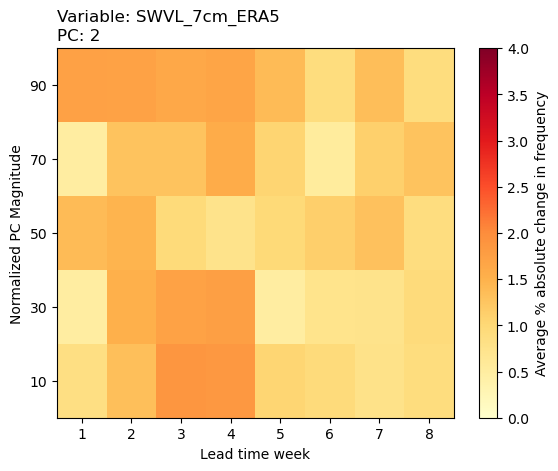 Variable: SWVL_7cm_ERA5
PC: 2
Normalized PC Magnitude
90
70
50
30
10
1 2 3 4 5 6 7 8
Lead time week
4.0
3.5
3.0
2.5
2.0
1.5
1.0
0.5
0.0
Average % absolute change in frequency